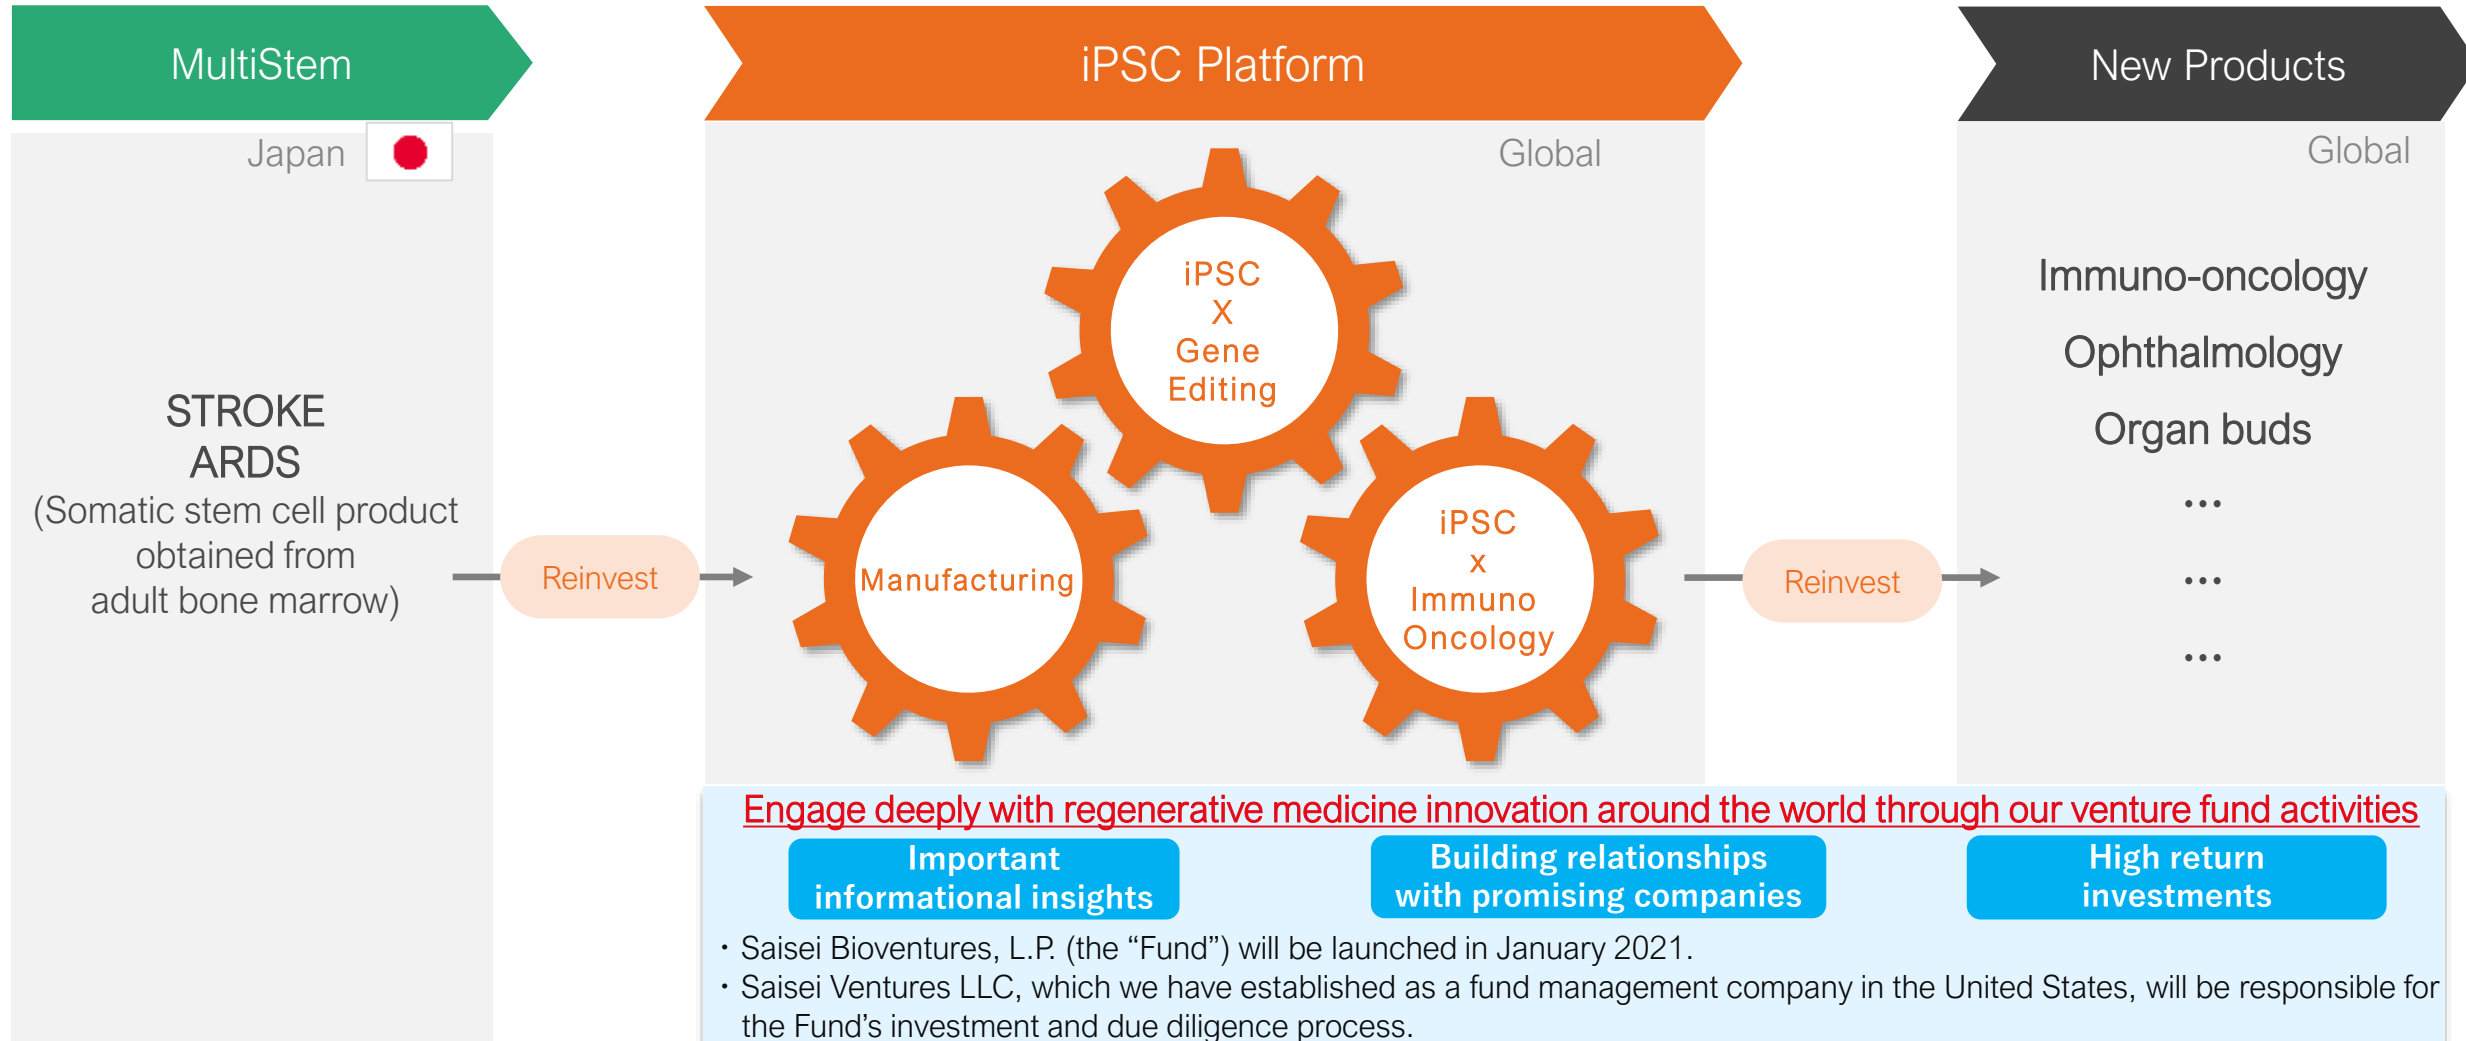 MultiStem
Japan
STROKE
ARDS
(Somatic stem cell product
obtained from
adult bone marrow)
Reinvest
iPSC Platform
Global
iPSC
X
Gene
Editing
Manufacturing
iPSC
x
Immuno
Oncology
Reinvest
New Products
Global
Immuno-oncology
Ophthalmology
Organ buds
…
…
…
Engage deeply with regenerative medicine innovation around the world through our venture fund activities
Important
informational insights
Building relationships
with promising companies
High return
investments
・Saisei Bioventures, L.P. (the “Fund”) will be launched in January 2021.
・Saisei Ventures LLC, which we have established as a fund management company in the United States, will be responsible for
the Fund’s investment and due diligence process.